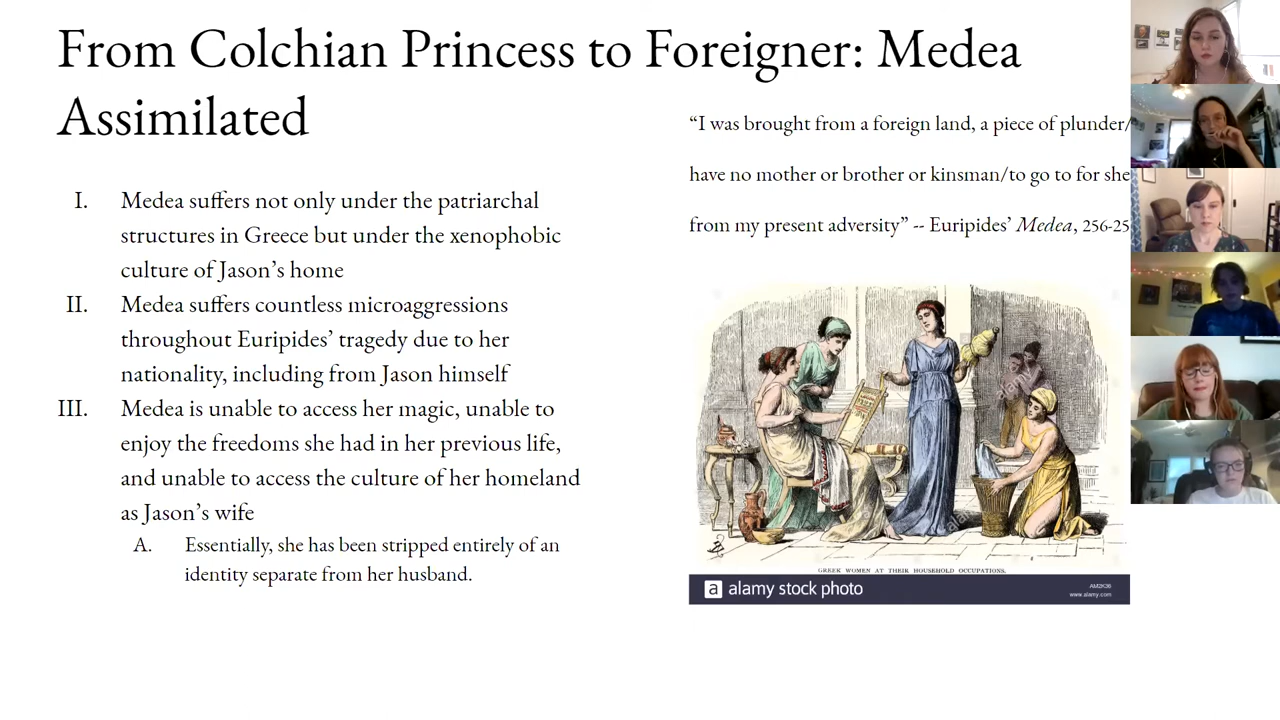 From Colchian Princess to Foreigner: Medea
Assimilated
I. Medea suffers not only under the patriarchal
structures in Greece but under the xenophobic
culture of Jason's home
II. Medea suffers countless microaggressions
throughout Euripides' tragedy due to her
nationality, including from Jason himself
III. Medea is unable to access her magic, unable to
enjoy the freedoms she had in her previous life,
and unable to access the culture of her homeland
as Jason's wife
A. Essentially, she has been stripped entirely of an
identity separate from her husband.
“I was brought from a foreign land, a piece of plunder/
have no mother or brother or kinsman/to go to for she
from my present adversity” -- Euripides' Medea, 256-25
GREEK WOMEN AT THEIR HOUSEHOLD OCCUPATIONS.
a alamy stock photo
AM2K36
www.alamy.com